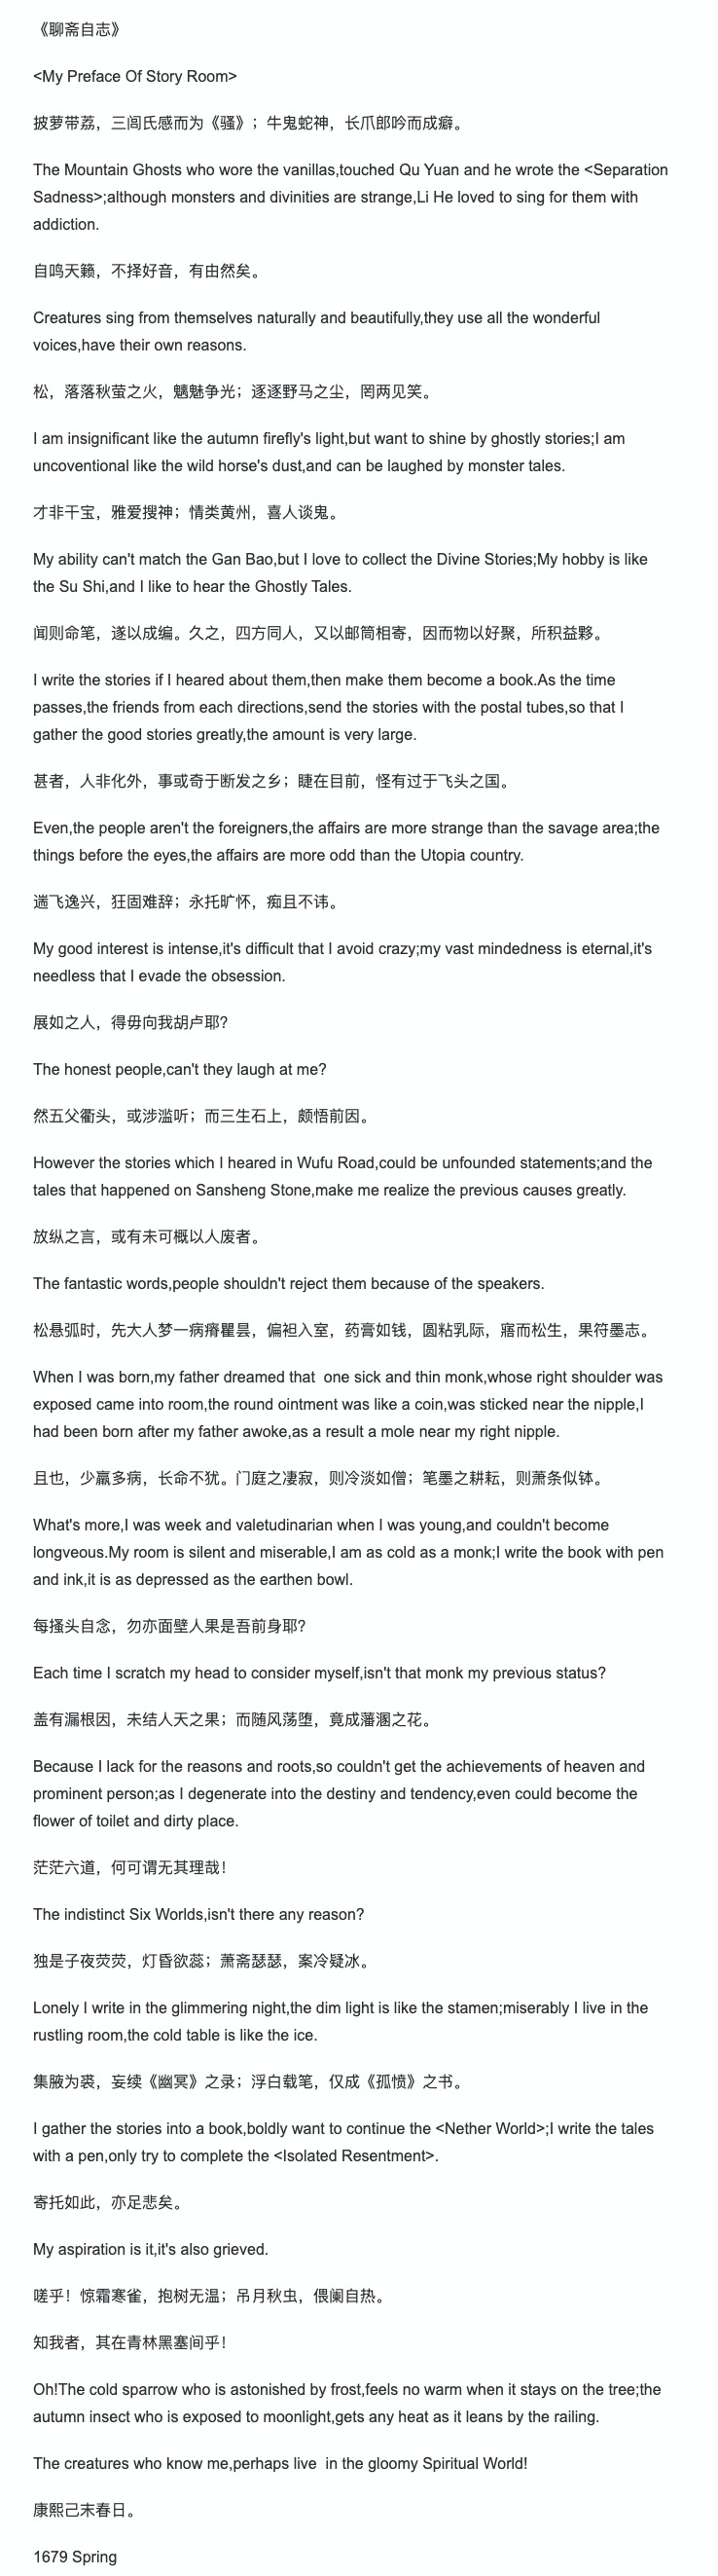 《聊斋自志》
<My Preface Of Story Room>
披萝带荔，三闾氏感而为《骚》；牛鬼蛇神，长爪郎吟而成癖。
The Mountain Ghosts who wore the vanillas,touched Qu Yuan and he wrote the <Separation
Sadness>;although monsters and divinities are strange,Li He loved to sing for them with
addiction.
自鸣天籁，不择好音，有由然矣。
Creatures sing from themselves naturally and beautifully,they use all the wonderful
voices,have their own reasons.
松，落落秋萤之火，魑魅争光；逐逐野马之尘，罔两见笑。
I am insignificant like the autumn firefly's light,but want to shine by ghostly stories;I am
uncoventional like the wild horse's dust,and can be laughed by monster tales.
才非干宝，雅爱搜神；情类黄州，喜人谈鬼。
My ability can't match the Gan Bao,but I love to collect the Divine Stories;My hobby is like
the Su Shi,and I like to hear the Ghostly Tales.
闻则命笔，遂以成编。久之，四方同人，又以邮筒相寄，因而物以好聚，所积益夥。
I write the stories if I heared about them,then make them become a book.As the time
passes,the friends from each directions,send the stories with the postal tubes,so that I
gather the good stories greatly,the amount is very large.
甚者，人非化外，事或奇于断发之乡；睫在目前，怪有过于飞头之国。
Even,the people aren't the foreigners,the affairs are more strange than the savage area;the
things before the eyes,the affairs are more odd than the Utopia country.
遄飞逸兴，狂固难辞；永托旷怀，痴且不讳。
My good interest is intense,it's difficult that I avoid crazy;my vast mindedness is eternal,it's
needless that I evade the obsession.
展如之人，得毋向我胡卢耶?
The honest people,can't they laugh at me?
然五父衢头，或涉滥听；而三生石上，颇悟前因。
However the stories which I heared in Wufu Road,could be unfounded statements;and the
tales that happened on Sansheng Stone,make me realize the previous causes greatly.
放纵之言，或有未可概以人废者。
The fantastic words,people shouldn't reject them because of the speakers.
松悬弧时，先大人梦一病瘠瞿昙，偏袒入室，药膏如钱，圆粘乳际，寤而松生，果符墨志。
When I was born,my father dreamed that  one sick and thin monk,whose right shoulder was
exposed came into room,the round ointment was like a coin,was sticked near the nipple,I
had been born after my father awoke,as a result a mole near my right nipple.
且也，少羸多病，长命不犹。门庭之凄寂，则冷淡如僧；笔墨之耕耘，则萧条似钵。
What's more,I was week and valetudinarian when I was young,and couldn't become
longveous.My room is silent and miserable,I am as cold as a monk;I write the book with pen
and ink,it is as depressed as the earthen bowl.
每搔头自念，勿亦面壁人果是吾前身耶?
Each time I scratch my head to consider myself,isn't that monk my previous status?
盖有漏根因，未结人天之果；而随风荡堕，竟成藩溷之花。
Because I lack for the reasons and roots,so couldn't get the achievements of heaven and
prominent person;as I degenerate into the destiny and tendency,even could become the
flower of toilet and dirty place.
茫茫六道，何可谓无其理哉!
The indistinct Six Worlds,isn't there any reason?
独是子夜荧荧，灯昏欲蕊；萧斋瑟瑟，案冷疑冰。
Lonely I write in the glimmering night,the dim light is like the stamen;miserably I live in the
rustling room,the cold table is like the ice.
集腋为裘，妄续《幽冥》之录；浮白载笔，仅成《孤愤》之书。
I gather the stories into a book,boldly want to continue the <Nether World>;I write the tales
with a pen,only try to complete the <Isolated Resentment>.
寄托如此，亦足悲矣。
My aspiration is it,it's also grieved.
嗟乎！惊霜寒雀，抱树无温；吊月秋虫，偎阑自热。
知我者，其在青林黑塞间乎!
Oh!The cold sparrow who is astonished by frost,feels no warm when it stays on the tree;the
autumn insect who is exposed to moonlight,gets any heat as it leans by the railing.
The creatures who know me,perhaps live  in the gloomy Spiritual World!
康熙己末春日。
1679 Spring